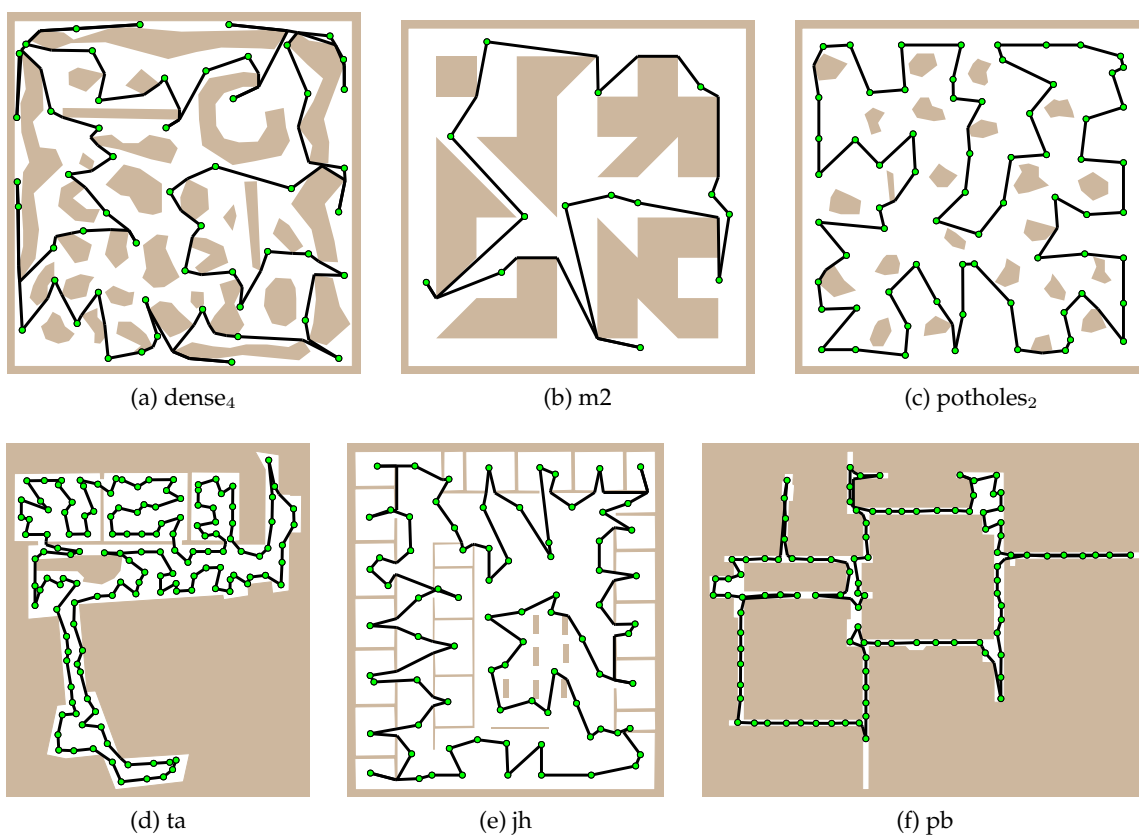 (a) dense₄
(b) m2
(c) potholes₂
(d) ta
(e) jh
(f) pb